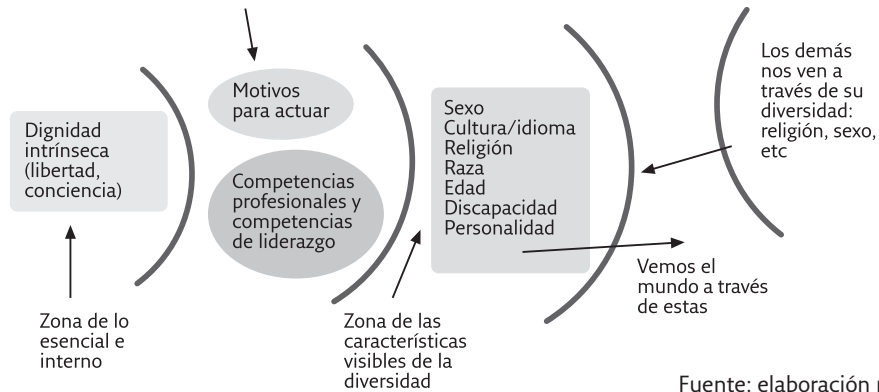 Dignidad
intrínseca
(libertad,
conciencia)
Zona de lo
esencial e
interno
Motivos
para actuar
Competencias
profesionales y
competencias
de liderazgo
Zona de las
características
visibles de la
diversidad
Sexo
Cultura/idioma
Religión
Raza
Edad
Discapacidad
Personalidad
Vemos el
mundo a través
de estas
Los demás
nos ven a
través de su
diversidad:
religión, sexo,
etc
Fuente: elaboración